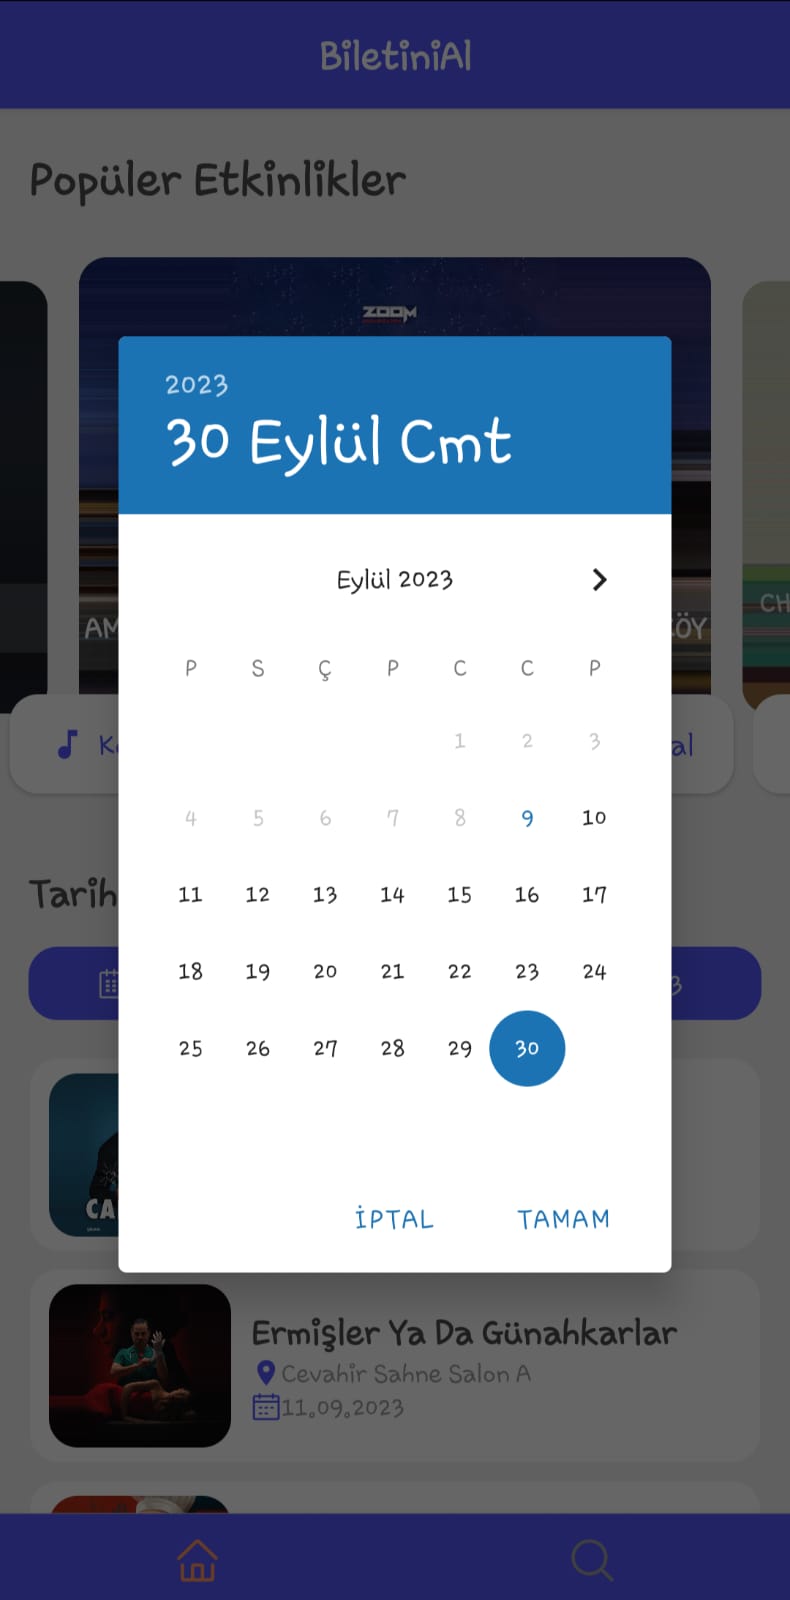 BiletiniAl
Popüler Etkinlikler
ZOOM
2023
30 Eylül Cmt
Eylül 2023
P S Ç P C C P
1 2 3
4 5 6 7 8 9 10
11 12 13 14 15 16 17
18 19 20 21 22 23 24
25 26 27 28 29 30
İPTAL TAMAM
AM
KÖY
CH
K
al
Tarih
3
CA
Ermişler Ya Da Günahkarlar
Cevahir Sahne Salon A
11.09.2023